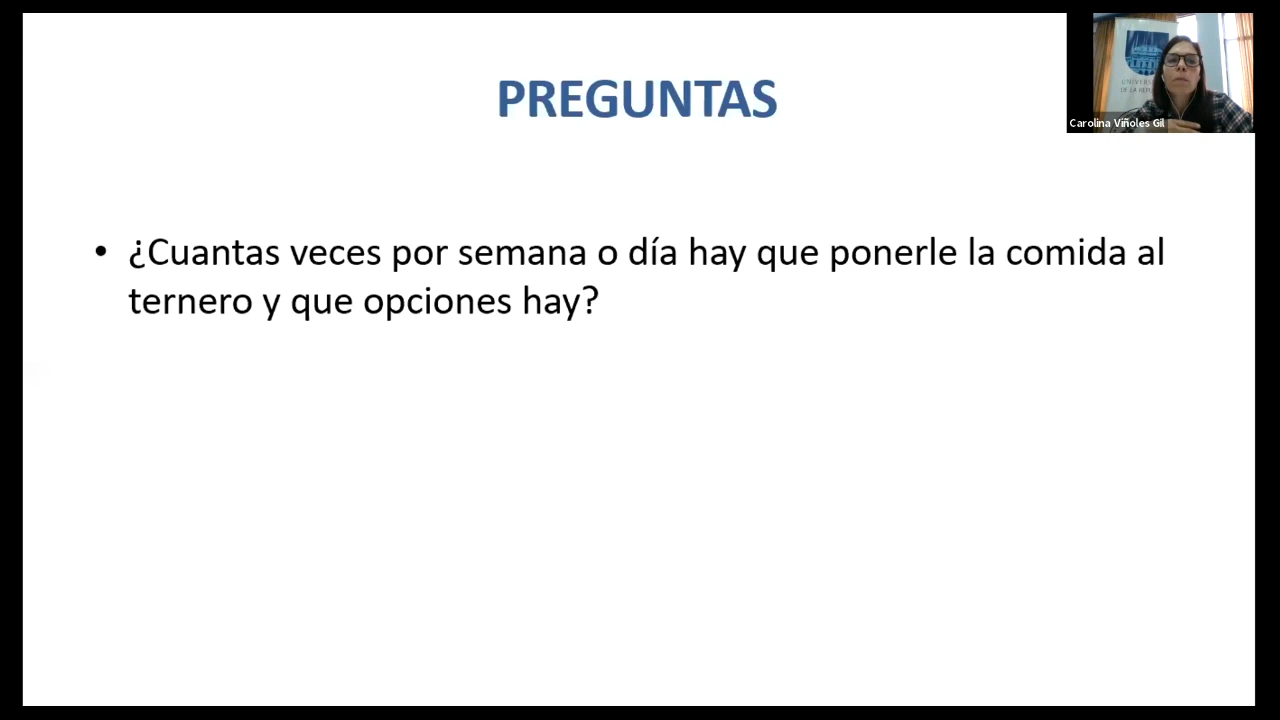 PREGUNTAS
• ¿Cuantas veces por semana o día hay que ponerle la comida al
ternero y que opciones hay?
Carolina Viñoles Gil